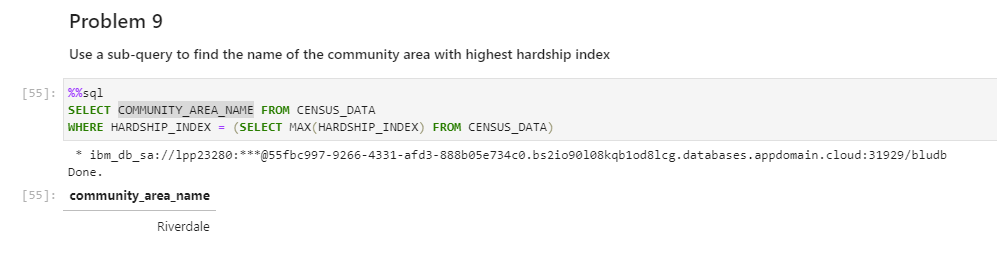 Problem 9
Use a sub-query to find the name of the community area with highest hardship index
[55]: %%sql
SELECT COMMUNITY_AREA_NAME FROM CENSUS_DATA
WHERE HARDSHIP_INDEX = (SELECT MAX(HARDSHIP_INDEX) FROM CENSUS_DATA)
* ibm_db_sa://lpp23280:***@55fbc997-9266-4331-afd3-888b05e734c0.bs2io90l08kqb1od8lcg.databases.appdomain.cloud:31929/bludb
Done.
[55]: community_area_name
Riverdale